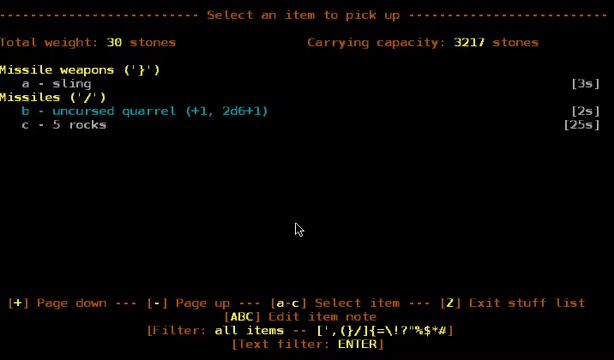 ------------------------- Select an item to pick up -------------------------
Total weight: 30 stones Carrying capacity: 3217 stones
Missile weapons ('}')
a - sling [3s]
Missiles ('/')
b - uncursed quarrel (+1, 2d6+1) [2s]
c - 5 rocks [25s]
[+] Page down --- [-] Page up --- [a-c] Select item --- [Z] Exit stuff list
[ABC] Edit item note
[Filter: all items -- [',(}/]{=\!?"%$*#]
[Text filter: ENTER]